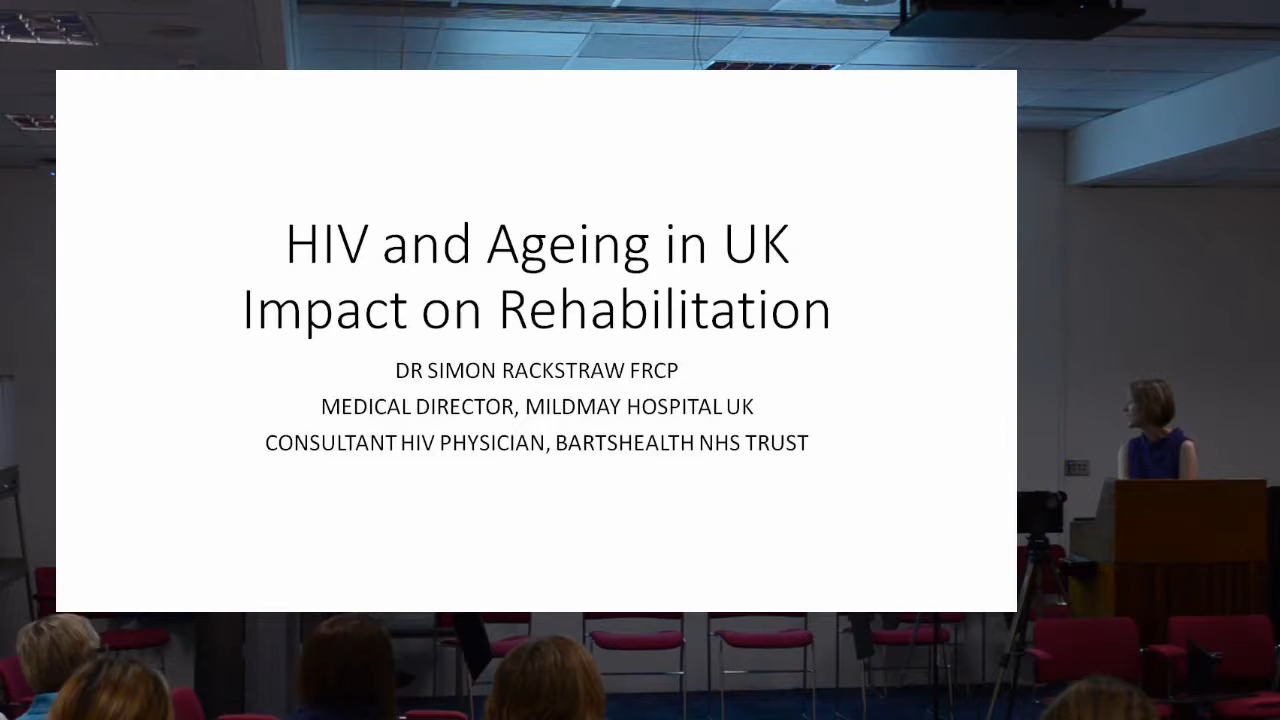 HIV and Ageing in UK
Impact on Rehabilitation
DR SIMON RACKSTRAW FRCP
MEDICAL DIRECTOR, MILDMAY HOSPITAL UK
CONSULTANT HIV PHYSICIAN, BARTSHEALTH NHS TRUST